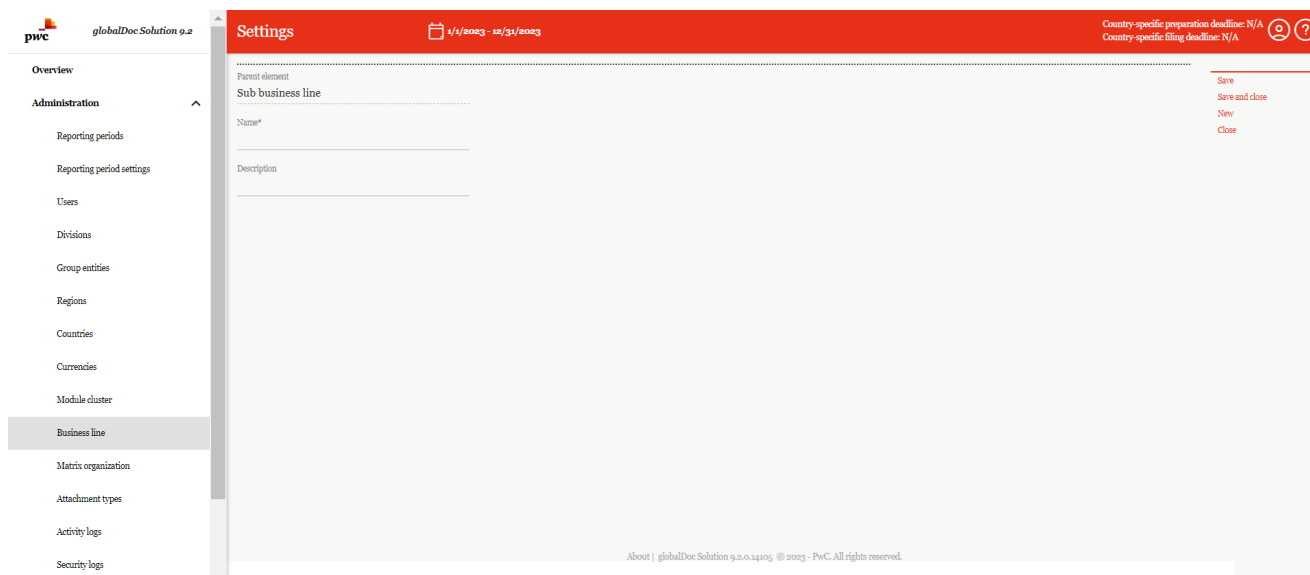 pwc
globalDoc Solution 9.2
Settings
1/1/2023 - 12/31/2023
Country-specific preparation deadline: N/A
Country-specific filing deadline: N/A
?
Overview
Administration
Reporting periods
Reporting period settings
Users
Divisions
Group entities
Regions
Countries
Currencies
Module cluster
Business line
Matrix organization
Attachment types
Activity logs
Security logs
Parent element
Sub business line
Name*
Description
Save
Save and close
New
Close
About | globalDoc Solution 9.2.0.14105 © 2023 - PwC. All rights reserved.